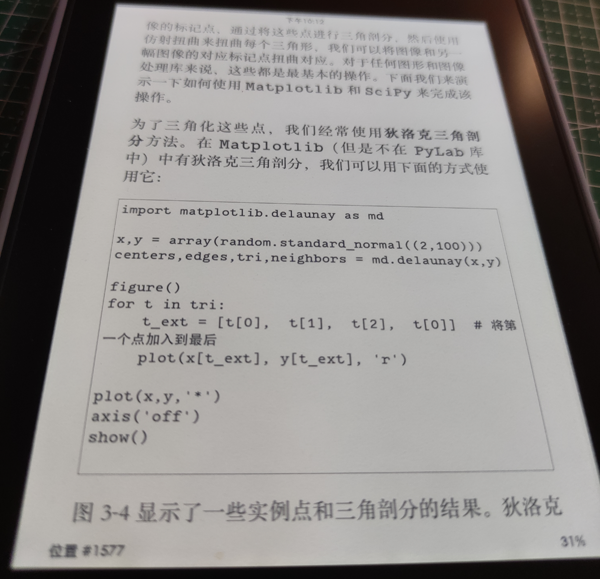 下午10:12
像的标记点，通过将这些点进行三角剖分，然后使用
仿射扭曲来扭曲每个三角形，我们可以将图像和另一
幅图像的对应标记点扭曲对应。对于任何图形和图像
处理库来说，这些都是最基本的操作。下面我们来演
示一下如何使用 Matplotlib 和 SciPy 来完成该
操作。
为了三角化这些点，我们经常使用狄洛克三角剖
分方法。在 Matplotlib（但是不在 PyLab 库
中）中有狄洛克三角剖分，我们可以用下面的方式使
用它：
import matplotlib.delaunay as md
x,y = array(random.standard_normal((2,100)))
centers,edges,tri,neighbors = md.delaunay(x,y)
figure()
for t in tri:
t_ext = [t[0], t[1], t[2], t[0]] # 将第
一个点加入到最后
plot(x[t_ext], y[t_ext], 'r')
plot(x,y,'*')
axis('off')
show()
图 3-4 显示了一些实例点和三角剖分的结果。狄洛克
位置 #1577
31%